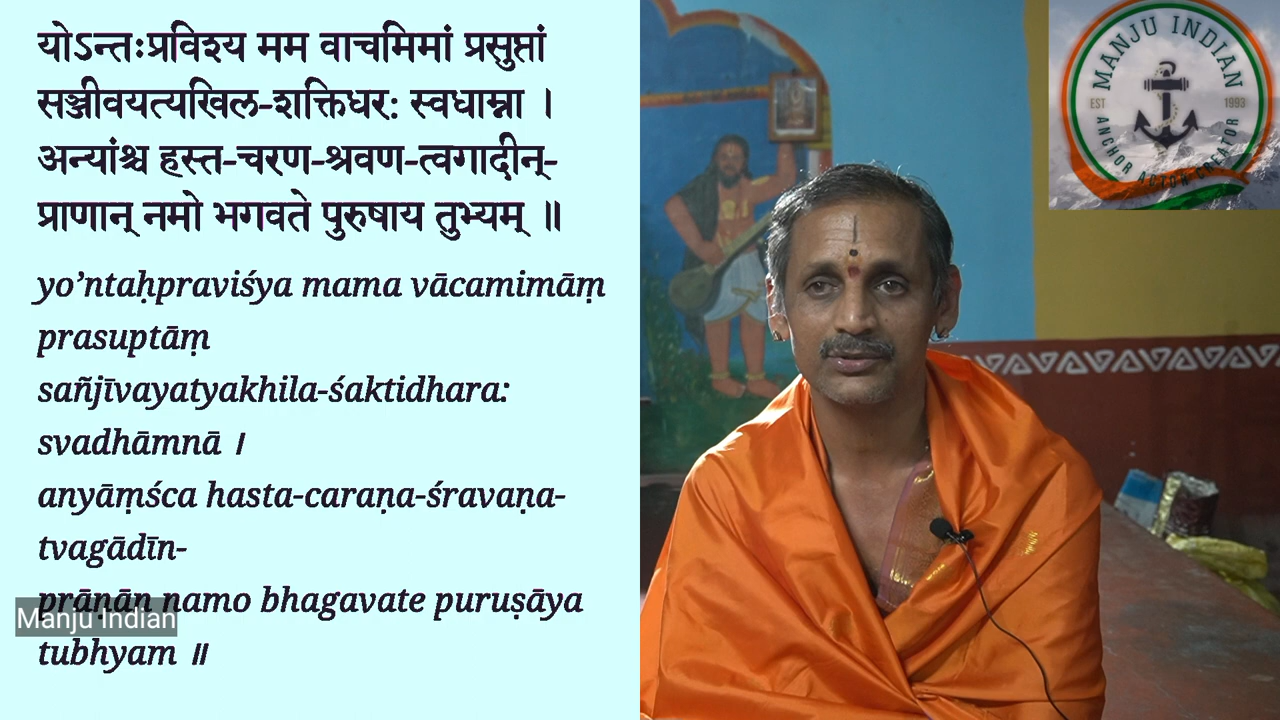 योऽन्तःप्रविश्य मम वाचमिमां प्रसुप्तां
सञ्जीवयत्यखिल-शक्तिधर: स्वधाम्ना ।
अन्यांश्च हस्त-चरण-श्रवण-त्वगादीन्-
प्राणान् नमो भगवते पुरुषाय तुभ्यम् ॥
yo’ntaḥpraviśya mama vācamimāṃ
prasuptāṃ
sañjīvayatyakhila-śaktidhara:
svadhāmnā ।
anyāṃśca hasta-caraṇa-śravaṇa-
tvagādīn-
prāṇān namo bhagavate puruṣāya
tubhyam ॥
Manju Indian
MANJU INDIAN
EST 1993
ANCHOR ACTOR CREATOR